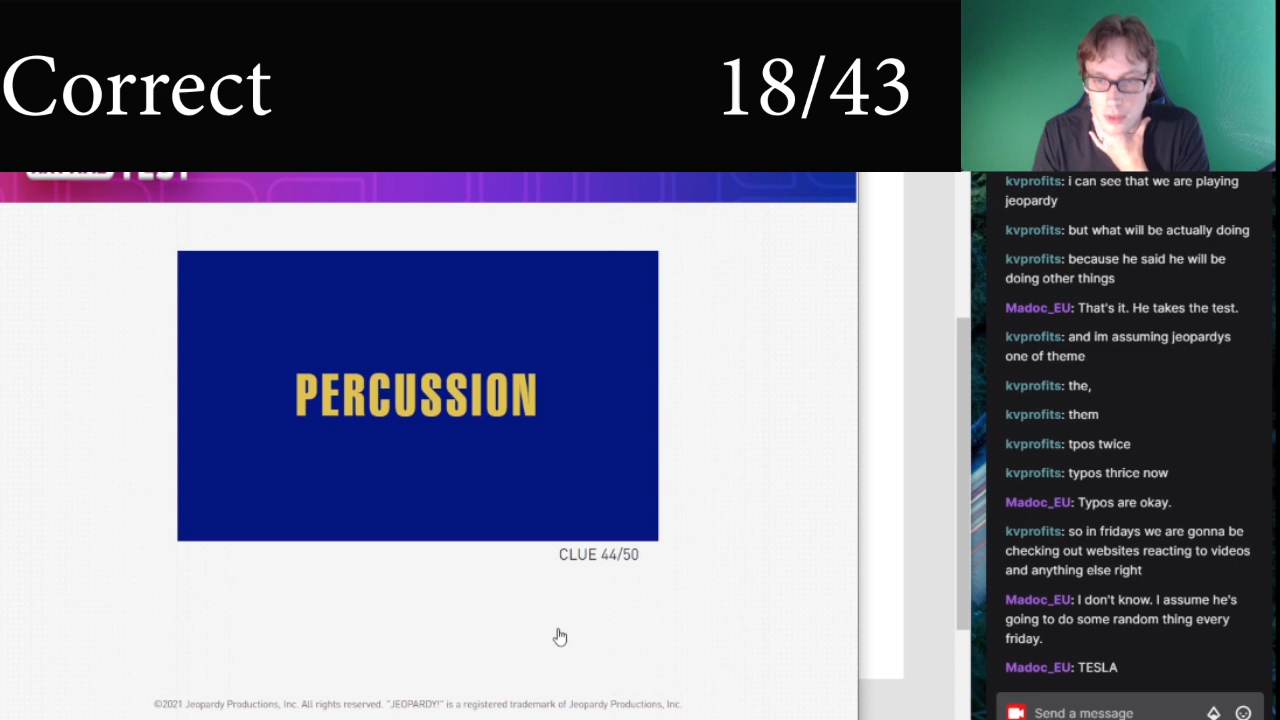 Correct
18/43
TEST
PERCUSSION
CLUE 44/50
©2021 Jeopardy Productions, Inc. All rights reserved. "JEOPARDY!" is a registered trademark of Jeopardy Productions, Inc.
kvprofits: i can see that we are playing
jeopardy
kvprofits: but what will be actually doing
kvprofits: because he said he will be
doing other things
Madoc_EU: That's it. He takes the test.
kvprofits: and im assuming jeopardys
one of theme
kvprofits: the,
kvprofits: them
kvprofits: tpos twice
kvprofits: typos thrice now
Madoc_EU: Typos are okay.
kvprofits: so in fridays we are gonna be
checking out websites reacting to videos
and anything else right
Madoc_EU: I don't know. I assume he's
going to do some random thing every
friday.
Madoc_EU: TESLA
Send a message